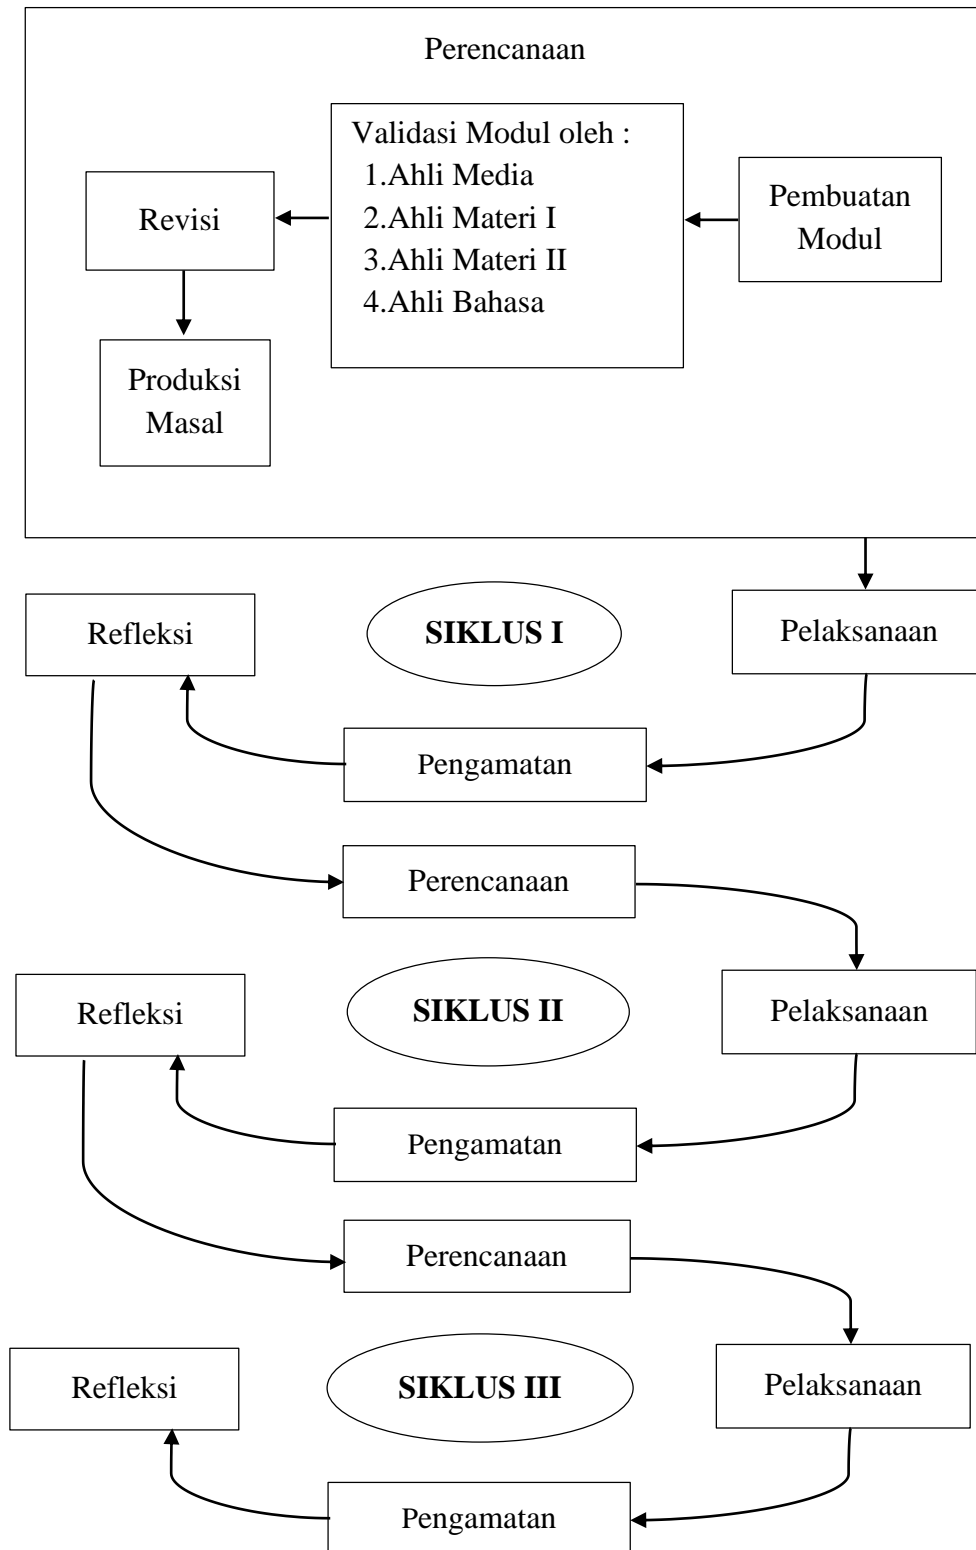 Perencanaan
Validasi Modul oleh :
1.Ahli Media
2.Ahli Materi I
3.Ahli Materi II
4.Ahli Bahasa
Pembuatan
Modul
Revisi
Produksi
Masal
Refleksi
SIKLUS I
Pelaksanaan
Pengamatan
Perencanaan
Refleksi
SIKLUS II
Pelaksanaan
Pengamatan
Perencanaan
Refleksi
SIKLUS III
Pelaksanaan
Pengamatan